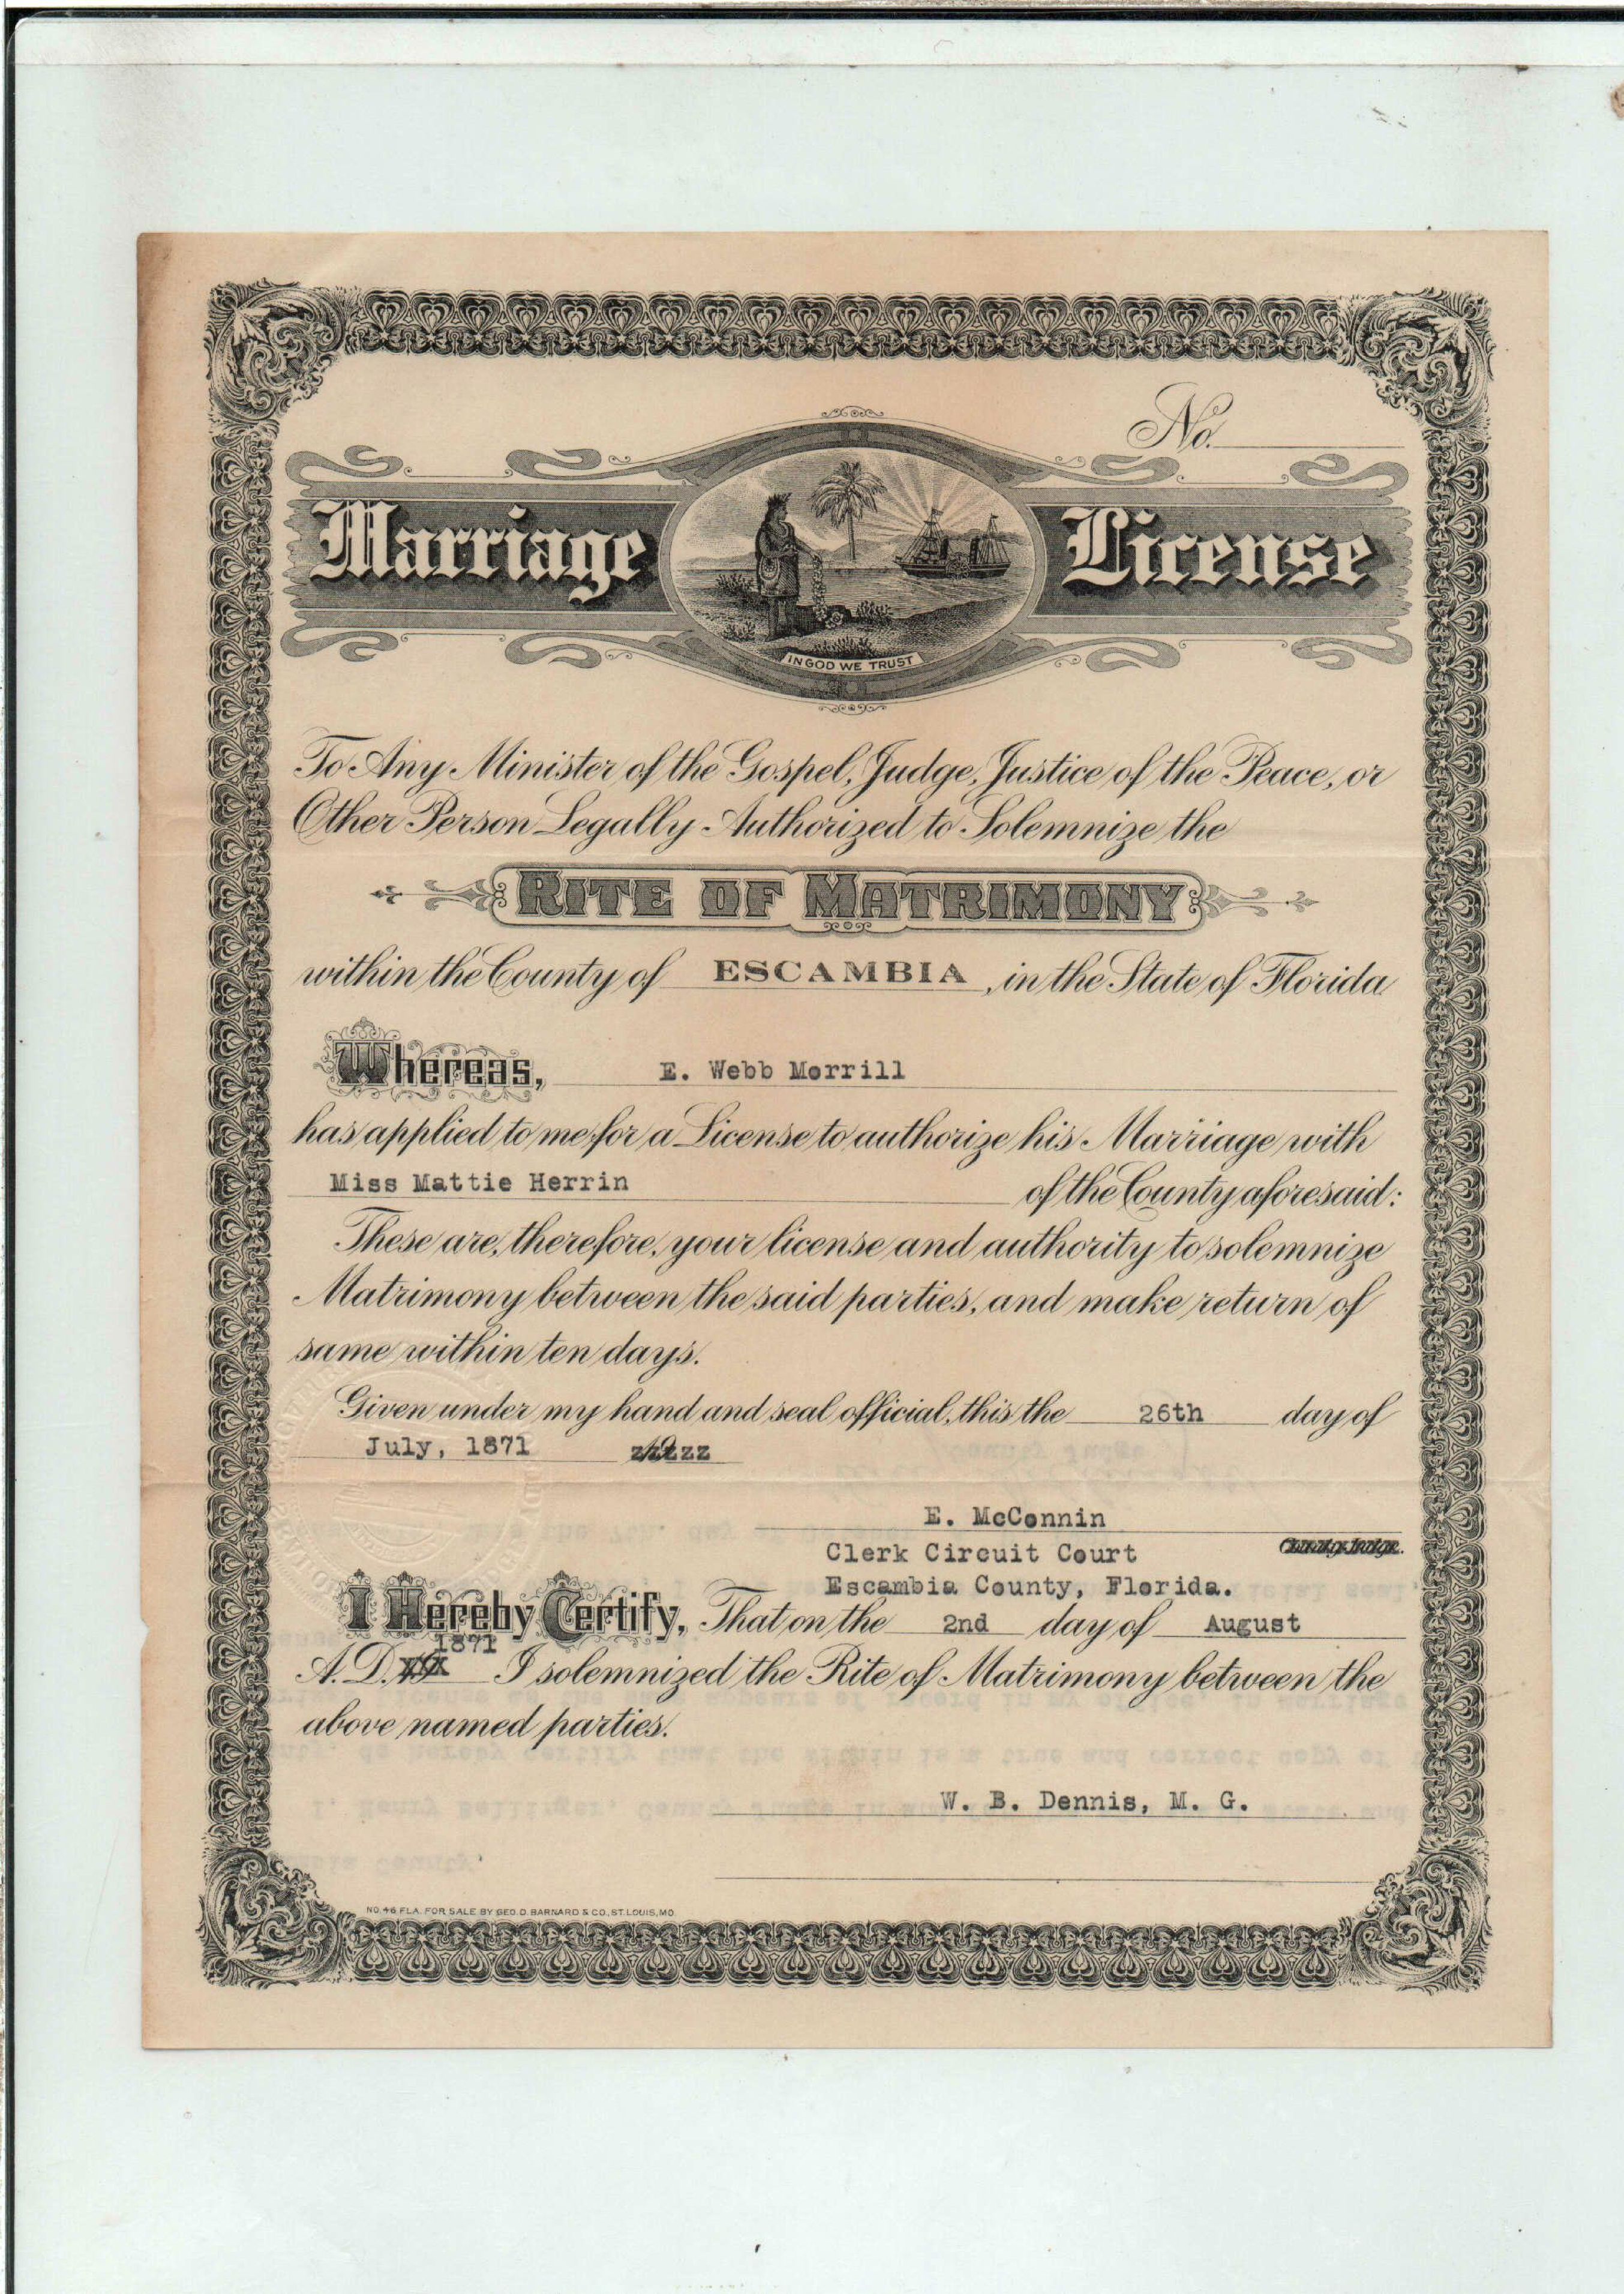 No.
Marriage License
IN GOD WE TRUST
To Any Minister of the Gospel, Judge, Justice of the Peace, or
Other Person Legally Authorized to Solemnize the
RITE OF MATRIMONY
within the County of ESCAMBIA, in the State of Florida
Whereas, E. Webb Merrill
has applied to me for a License to authorize his Marriage with
Miss Mattie Herrin of the County aforesaid:
These are, therefore, your license and authority to solemnize
Matrimony between the said parties, and make return of
same within ten days.
Given under my hand and seal official, this the 26th day of
July, 1871
E. McConnin
Clerk Circuit Court County Judge.
Escambia County, Florida.
I Hereby Certify, That on the 2nd day of August
1871
A. D. 19 I solemnized the Rite of Matrimony between the
above named parties.
W. B. Dennis, M. G.
NO. 46 FLA. FOR SALE BY GEO. D. BARNARD & CO., ST. LOUIS, MO.